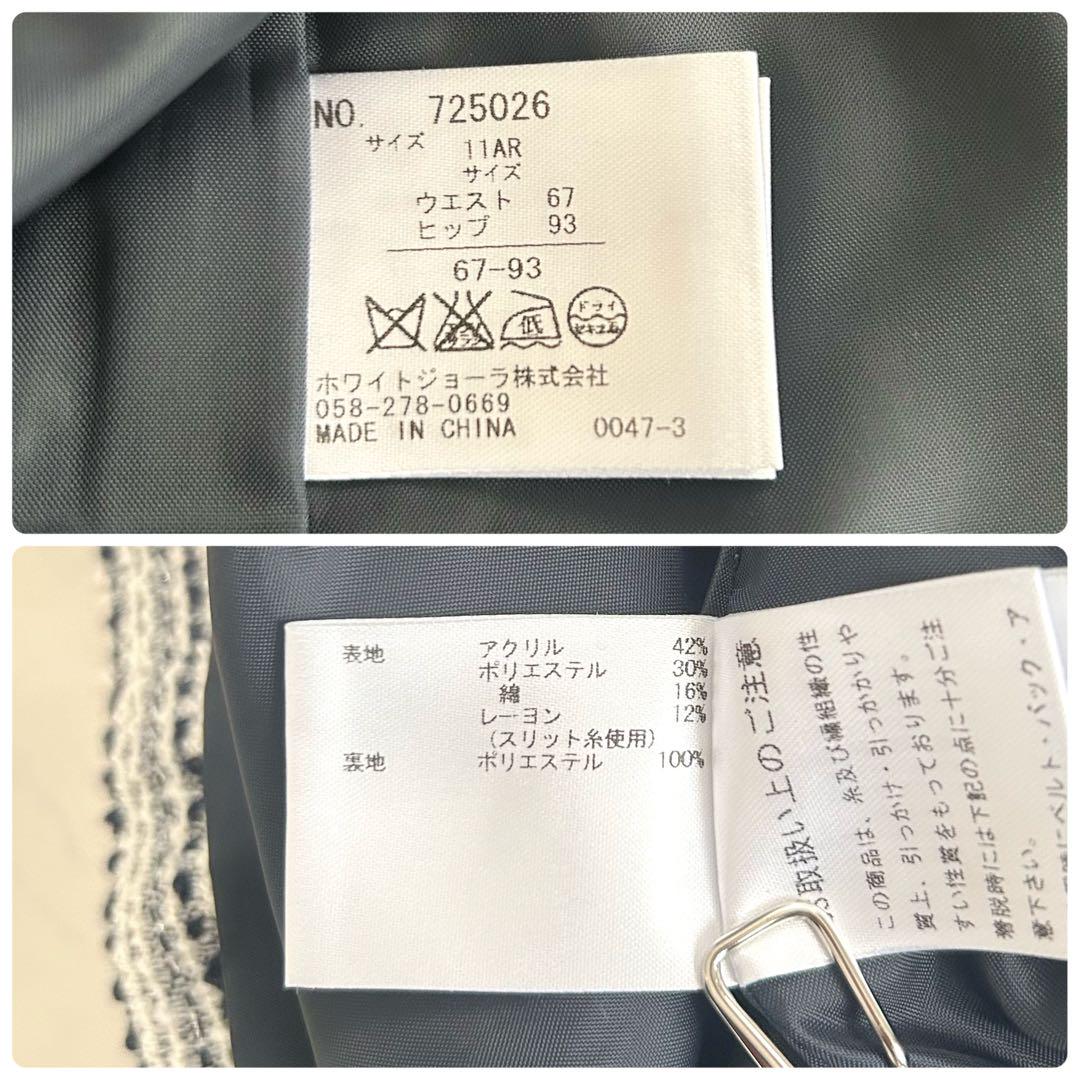 NO. 725026
サイズ 11AR
サイズ
ウエスト 67
ヒップ 93
67-93
低
ドライ
セキユ系
ホワイトジョーラ株式会社
058-278-0669
MADE IN CHINA 0047-3
表地 アクリル 42%
ポリエステル 30%
綿 16%
レーヨン 12%
(スリット糸使用)
裏地 ポリエステル 100%
お取扱い上のご注意
この商品は、糸及び編組織の性
質上、引っかけ・引っかかりや
すい性質をもっております。
着脱時には下記の点に十分ご注
意下さい。
にベルト・バック・ア